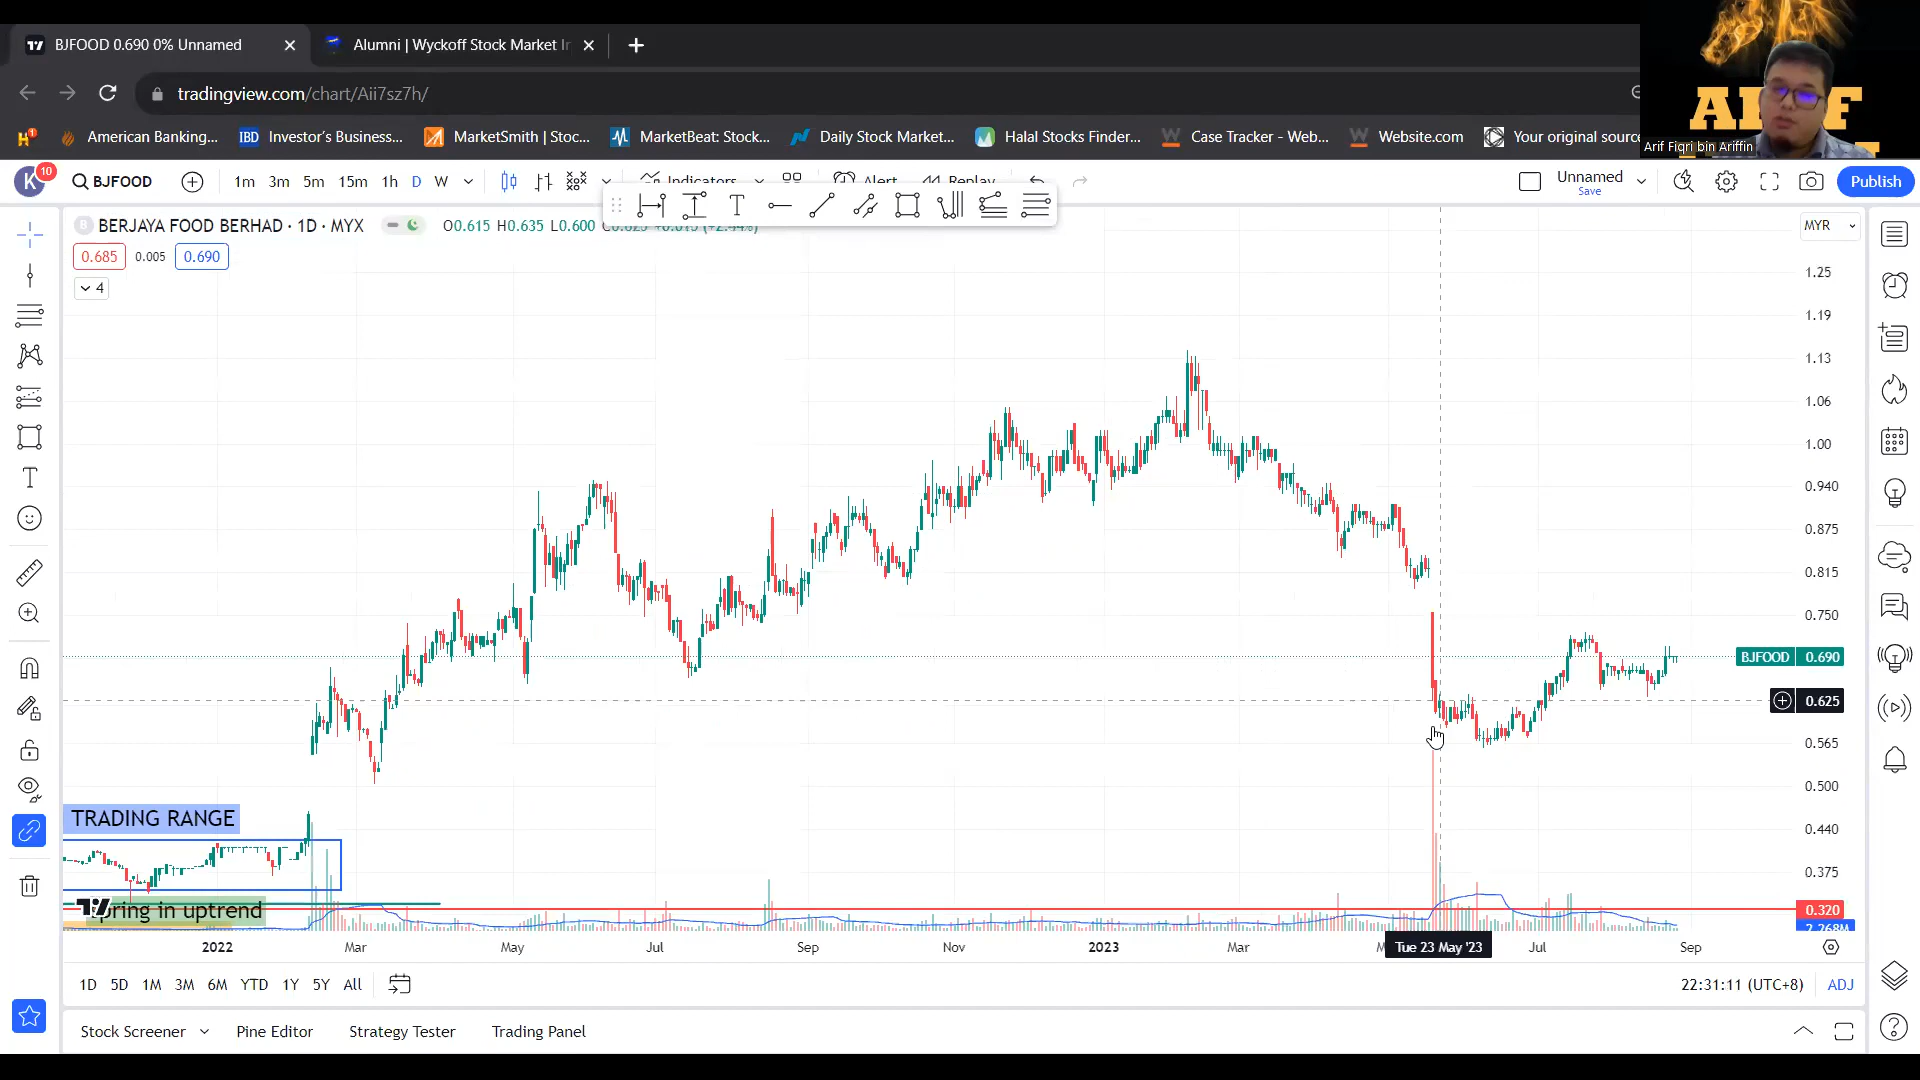 BJFOOD 0.690 0% Unnamed
Alumni | Wyckoff Stock Market Ir
tradingview.com/chart/Aii7sz7h/
American Banking...
IBD Investor's Business...
MarketSmith | Stoc...
MarketBeat: Stock...
Daily Stock Market...
Halal Stocks Finder...
Case Tracker - Web...
Website.com
Your original source
Arif Fiqri bin Ariffin
K 10
BJFOOD
1m 3m 5m 15m 1h D W
Indicators
Alert
Replay
Unnamed
Save
Publish
BERJAYA FOOD BERHAD · 1D · MYX
O0.615 H0.635 L0.600
0.685 0.005 0.690
4
MYR
1.25
1.19
1.13
1.06
1.00
0.940
0.875
0.815
0.750
BJFOOD 0.690
0.625
0.565
0.500
0.440
0.375
0.320
2.268M
TRADING RANGE
pring in uptrend
2022 Mar May Jul Sep Nov 2023 Mar Tue 23 May '23 Jul Sep
1D 5D 1M 3M 6M YTD 1Y 5Y All
22:31:11 (UTC+8) ADJ
Stock Screener Pine Editor Strategy Tester Trading Panel